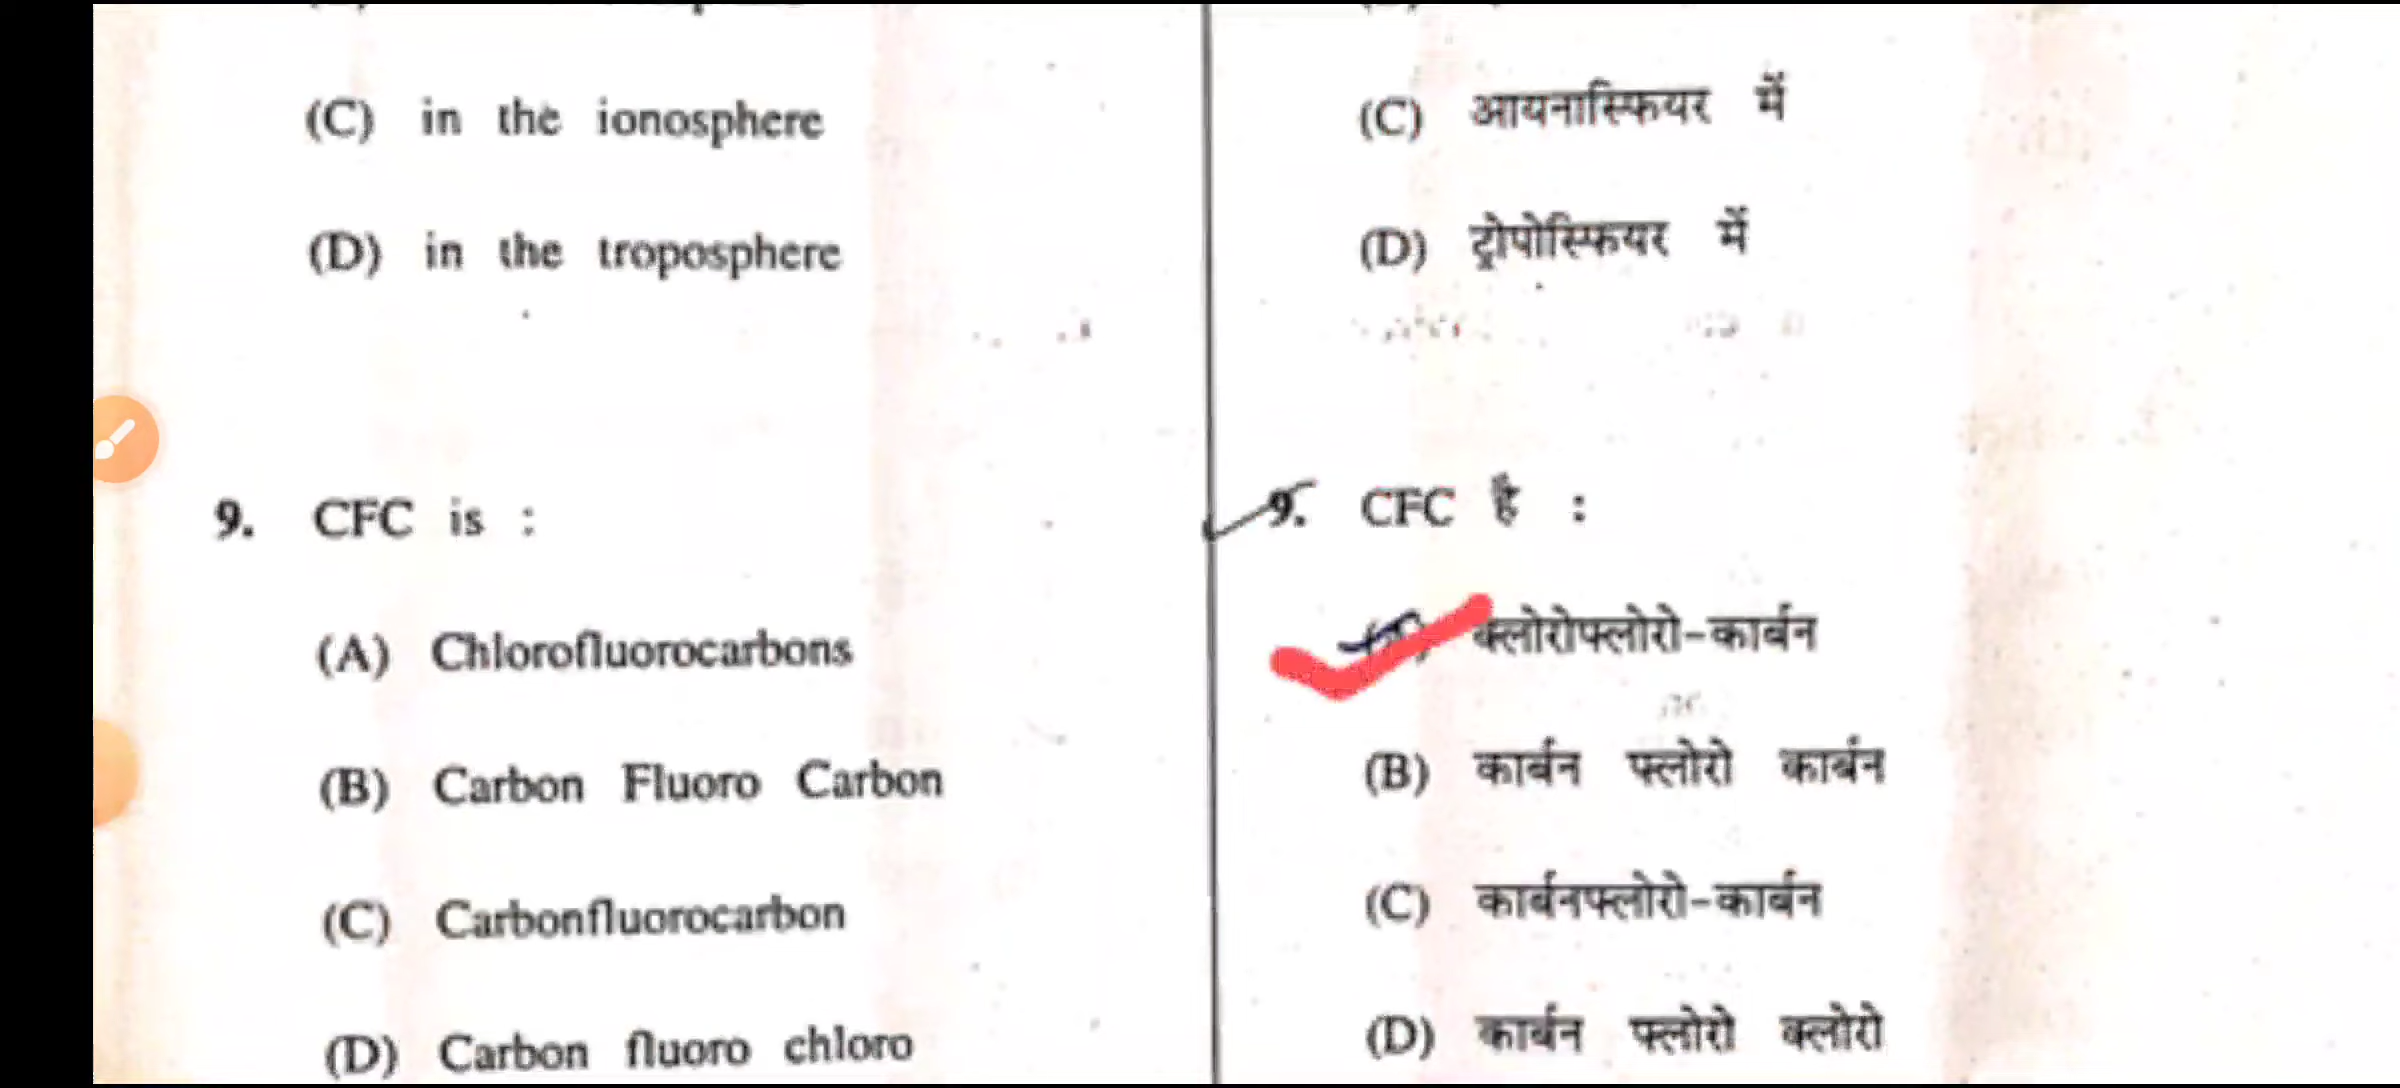 (C) in the ionosphere
(D) in the troposphere
9. CFC is :
(A) Chlorofluorocarbons
(B) Carbon Fluoro Carbon
(C) Carbonfluorocarbon
(D) Carbon fluoro chloro
(C) आयनास्फियर में
(D) ट्रोपोस्फियर में
9. CFC है :
क्लोरोफ्लोरो-कार्बन
(B) कार्बन फ्लोरो कार्बन
(C) कार्बनफ्लोरो-कार्बन
(D) कार्बन फ्लोरो क्लोरो